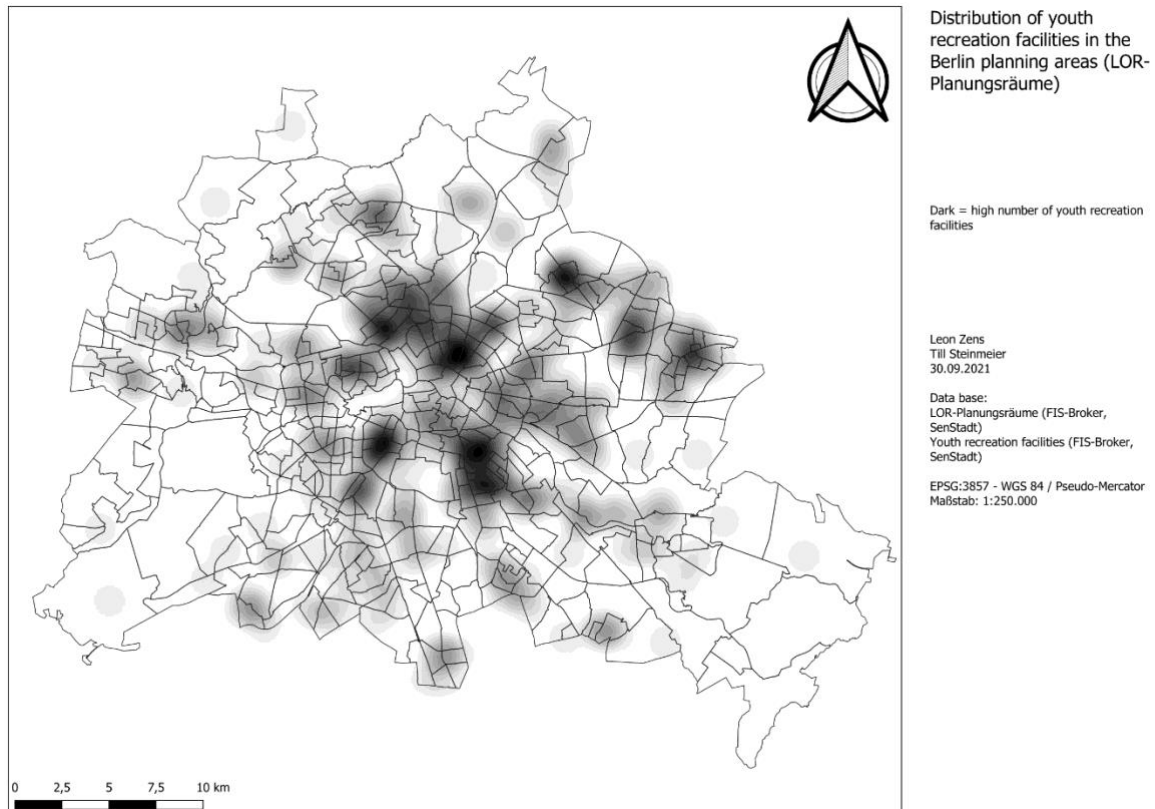 Distribution of youth
recreation facilities in the
Berlin planning areas (LOR-
Planungsräume)
Dark = high number of youth recreation
facilities
Leon Zens
Till Steinmeier
30.09.2021
Data base:
LOR-Planungsräume (FIS-Broker,
SenStadt)
Youth recreation facilities (FIS-Broker,
SenStadt)
EPSG:3857 - WGS 84 / Pseudo-Mercator
Maßstab: 1:250.000
0 2,5 5 7,5 10 km